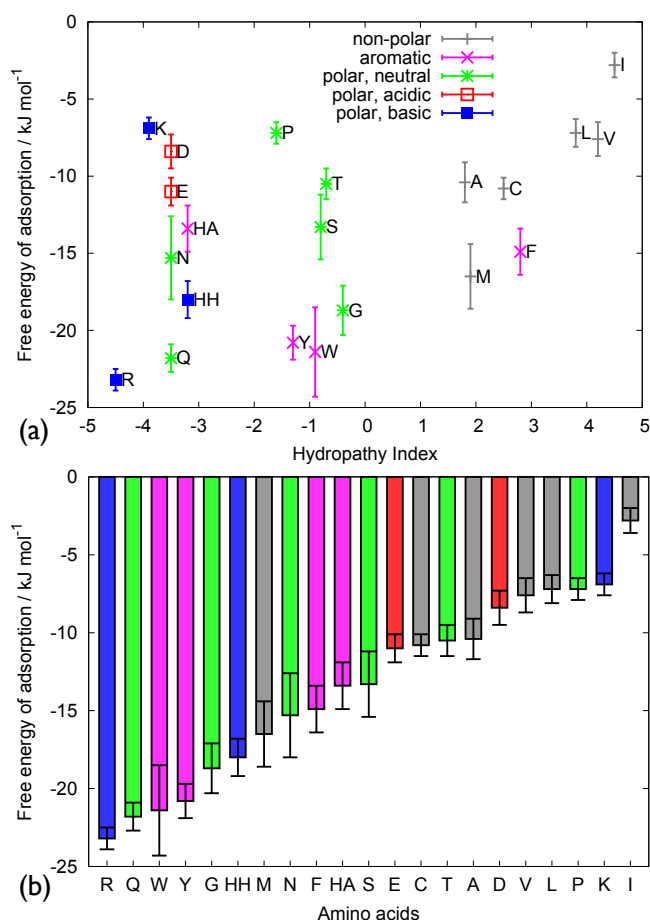 0
-5
-10
-15
-20
-25
Free energy of adsorption / kJ mol⁻¹
non-polar
aromatic
polar, neutral
polar, acidic
polar, basic
I
K
P
L
V
D
E
T
A
C
HA
S
N
F
HH
M
G
Y
W
Q
R
(a)
-5 -4 -3 -2 -1 0 1 2 3 4 5
Hydropathy Index
0
-5
-10
-15
-20
-25
Free energy of adsorption / kJ mol⁻¹
(b)
R Q W Y G HH M N F HA S E C T A D V L P K I
Amino acids